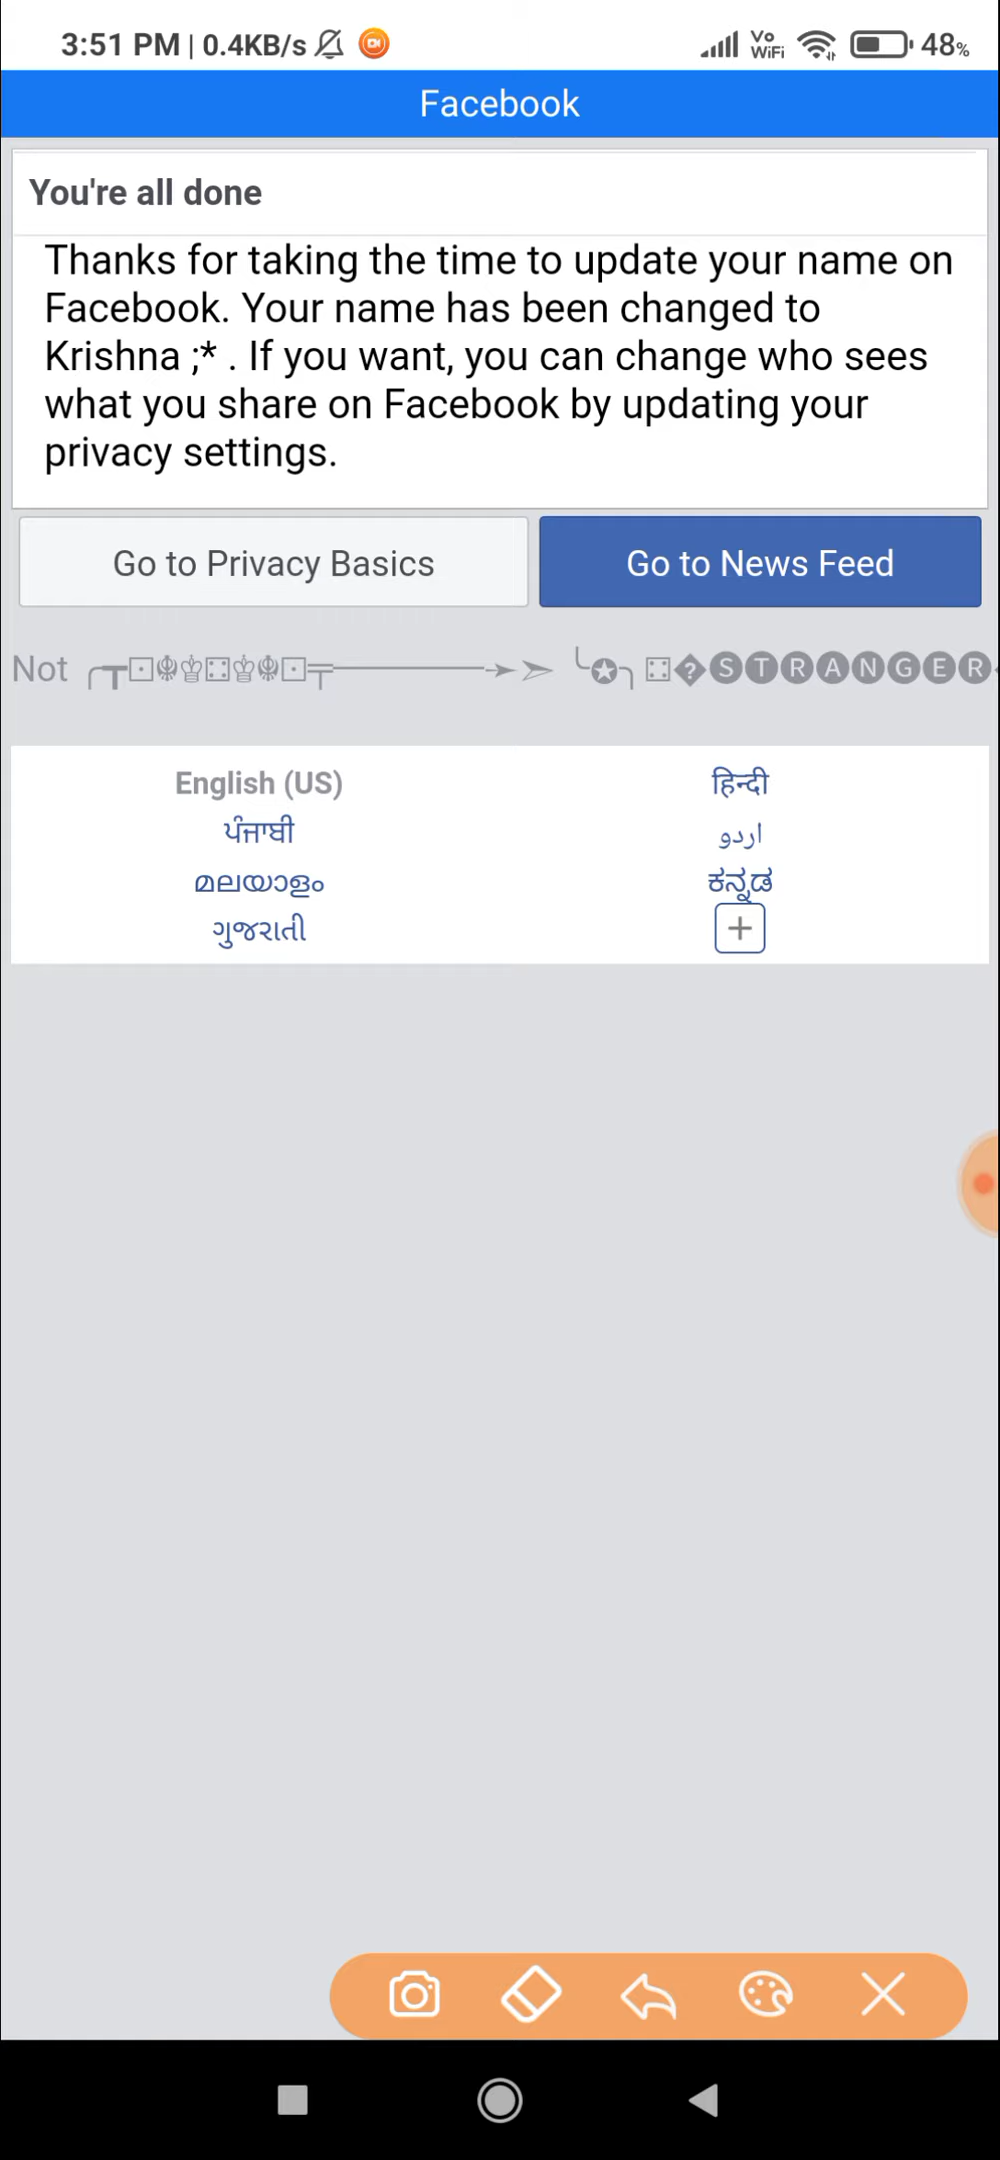 3:51 PM | 0.4KB/s Vo WiFi 48%
Facebook
You're all done
Thanks for taking the time to update your name on
Facebook. Your name has been changed to
Krishna ;* . If you want, you can change who sees
what you share on Facebook by updating your
privacy settings.
Go to Privacy Basics Go to News Feed
Not ╭┬⚀☬♔⚃♔☬⚀╤────➛➢ ╰✪╮⚃� 🅢🅣🅡🅐🅝🅖🅔🅡
English (US) हिन्दी
ਪੰਜਾਬੀ اردو
മലയാളം ಕನ್ನಡ
ગુજરાતી +